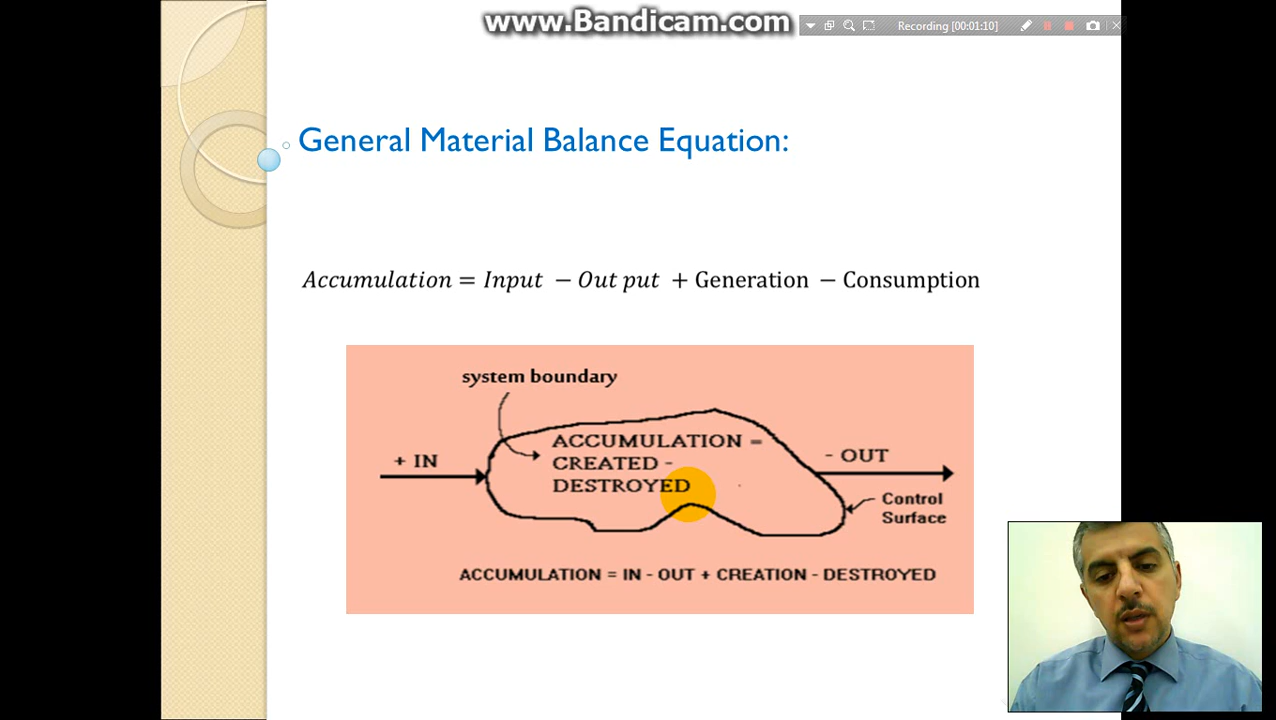 www.Bandicam.com
Recording [00:01:10]
General Material Balance Equation:
Accumulation = Input − Out put + Generation − Consumption
system boundary
ACCUMULATION =
CREATED -
DESTROYED
+ IN
- OUT
Control
Surface
ACCUMULATION = IN - OUT + CREATION - DESTROYED